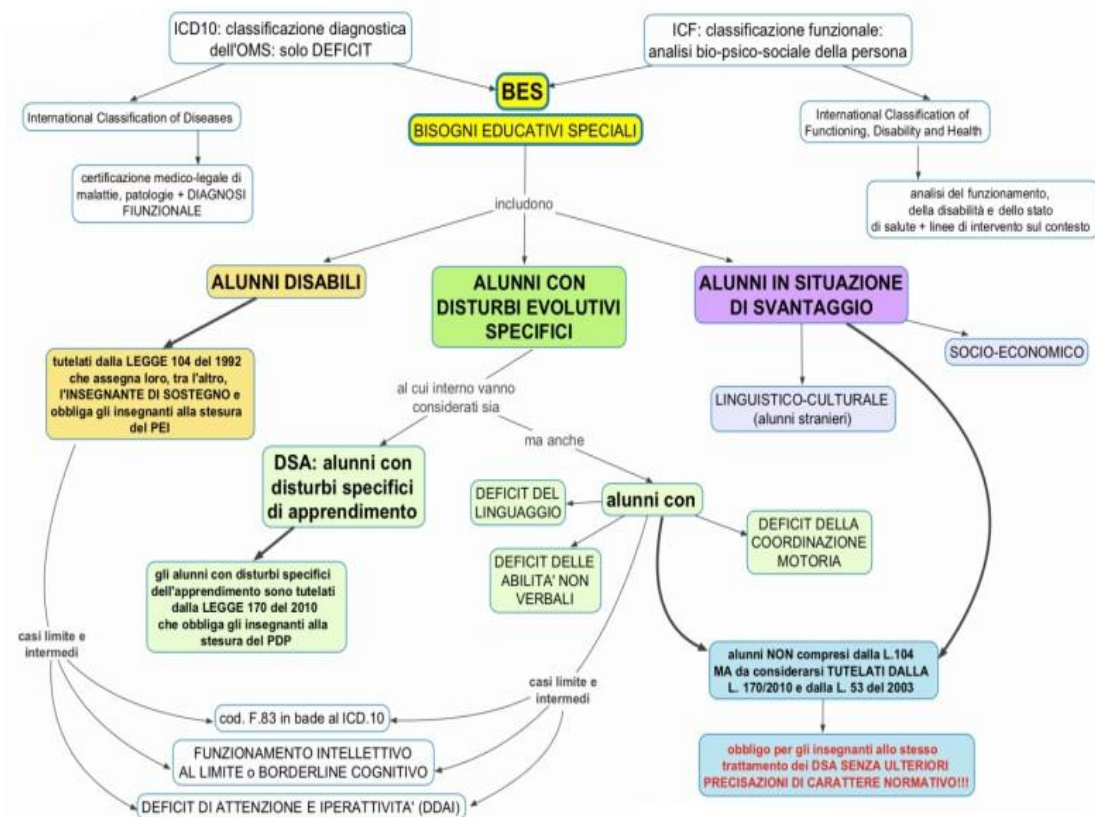 ICD10: classificazione diagnostica
dell'OMS: solo DEFICIT
ICF: classificazione funzionale:
analisi bio-psico-sociale della persona
BES
BISOGNI EDUCATIVI SPECIALI
International Classification of Diseases
International Classification of
Functioning, Disability and Health
certificazione medico-legale di
malattie, patologie + DIAGNOSI
FIUNZIONALE
analisi del funzionamento,
della disabilità e dello stato
di salute + linee di intervento sul contesto
includono
ALUNNI DISABILI
ALUNNI CON
DISTURBI EVOLUTIVI
SPECIFICI
ALUNNI IN SITUAZIONE
DI SVANTAGGIO
tutelati dalla LEGGE 104 del 1992
che assegna loro, tra l'altro,
l'INSEGNANTE DI SOSTEGNO e
obbliga gli insegnanti alla stesura
del PEI
SOCIO-ECONOMICO
LINGUISTICO-CULTURALE
(alunni stranieri)
al cui interno vanno
considerati sia
ma anche
DSA: alunni con
disturbi specifici
di apprendimento
alunni con
DEFICIT DEL
LINGUAGGIO
DEFICIT DELLE
ABILITA' NON
VERBALI
DEFICIT DELLA
COORDINAZIONE
MOTORIA
gli alunni con disturbi specifici
dell'apprendimento sono tutelati
dalla LEGGE 170 del 2010
che obbliga gli insegnanti alla
stesura del PDP
casi limite e
intermedi
casi limite e
intermedi
alunni NON compresi dalla L.104
MA da considerarsi TUTELATI DALLA
L. 170/2010 e dalla L. 53 del 2003
cod. F.83 in bade al ICD.10
FUNZIONAMENTO INTELLETTIVO
AL LIMITE o BORDERLINE COGNITIVO
DEFICIT DI ATTENZIONE E IPERATTIVITA' (DDAI)
obbligo per gli insegnanti allo stesso
trattamento dei DSA SENZA ULTERIORI
PRECISAZIONI DI CARATTERE NORMATIVO!!!